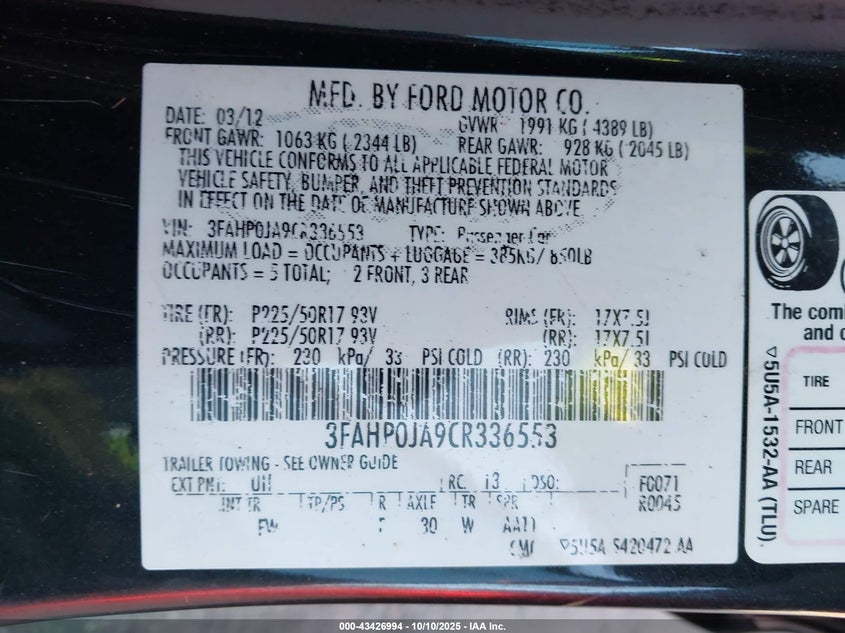 MFD. BY FORD MOTOR CO.
DATE: 03/12 GVWR: 1991 KG ( 4389 LB)
FRONT GAWR: 1063 KG ( 2344 LB) REAR GAWR: 928 KG ( 2045 LB)
THIS VEHICLE CONFORMS TO ALL APPLICABLE FEDERAL MOTOR
VEHICLE SAFETY, BUMPER, AND THEFT PREVENTION STANDARDS
IN EFFECT ON THE DATE OF MANUFACTURE SHOWN ABOVE.
VIN: 3FAHP0JA9CR336553 TYPE: Passenger Car
MAXIMUM LOAD = OCCUPANTS + LUGGAGE = 385KG/ 850LB
OCCUPANTS = 5 TOTAL; 2 FRONT, 3 REAR
TIRE (FR): P225/50R17 93V RIMS (FR): 17X7.5J
(RR): P225/50R17 93V (RR): 17X7.5J
PRESSURE (FR): 230 kPa/ 33 PSI COLD (RR): 230 kPa/ 33 PSI COLD
3FAHP0JA9CR336553
TRAILER TOWING - SEE OWNER GUIDE
EXT PNT: UH RC: 13 DSO: F0071
INT TR TP/PS R AXLE TR SPR R0045
30 W
5U5A 5420472 AA
The
and
TIRE
FRONT
REAR
SPARE
5U5A-1532-AA (TLU)
000-43426994 | 10/10/2025 - IAA Inc.